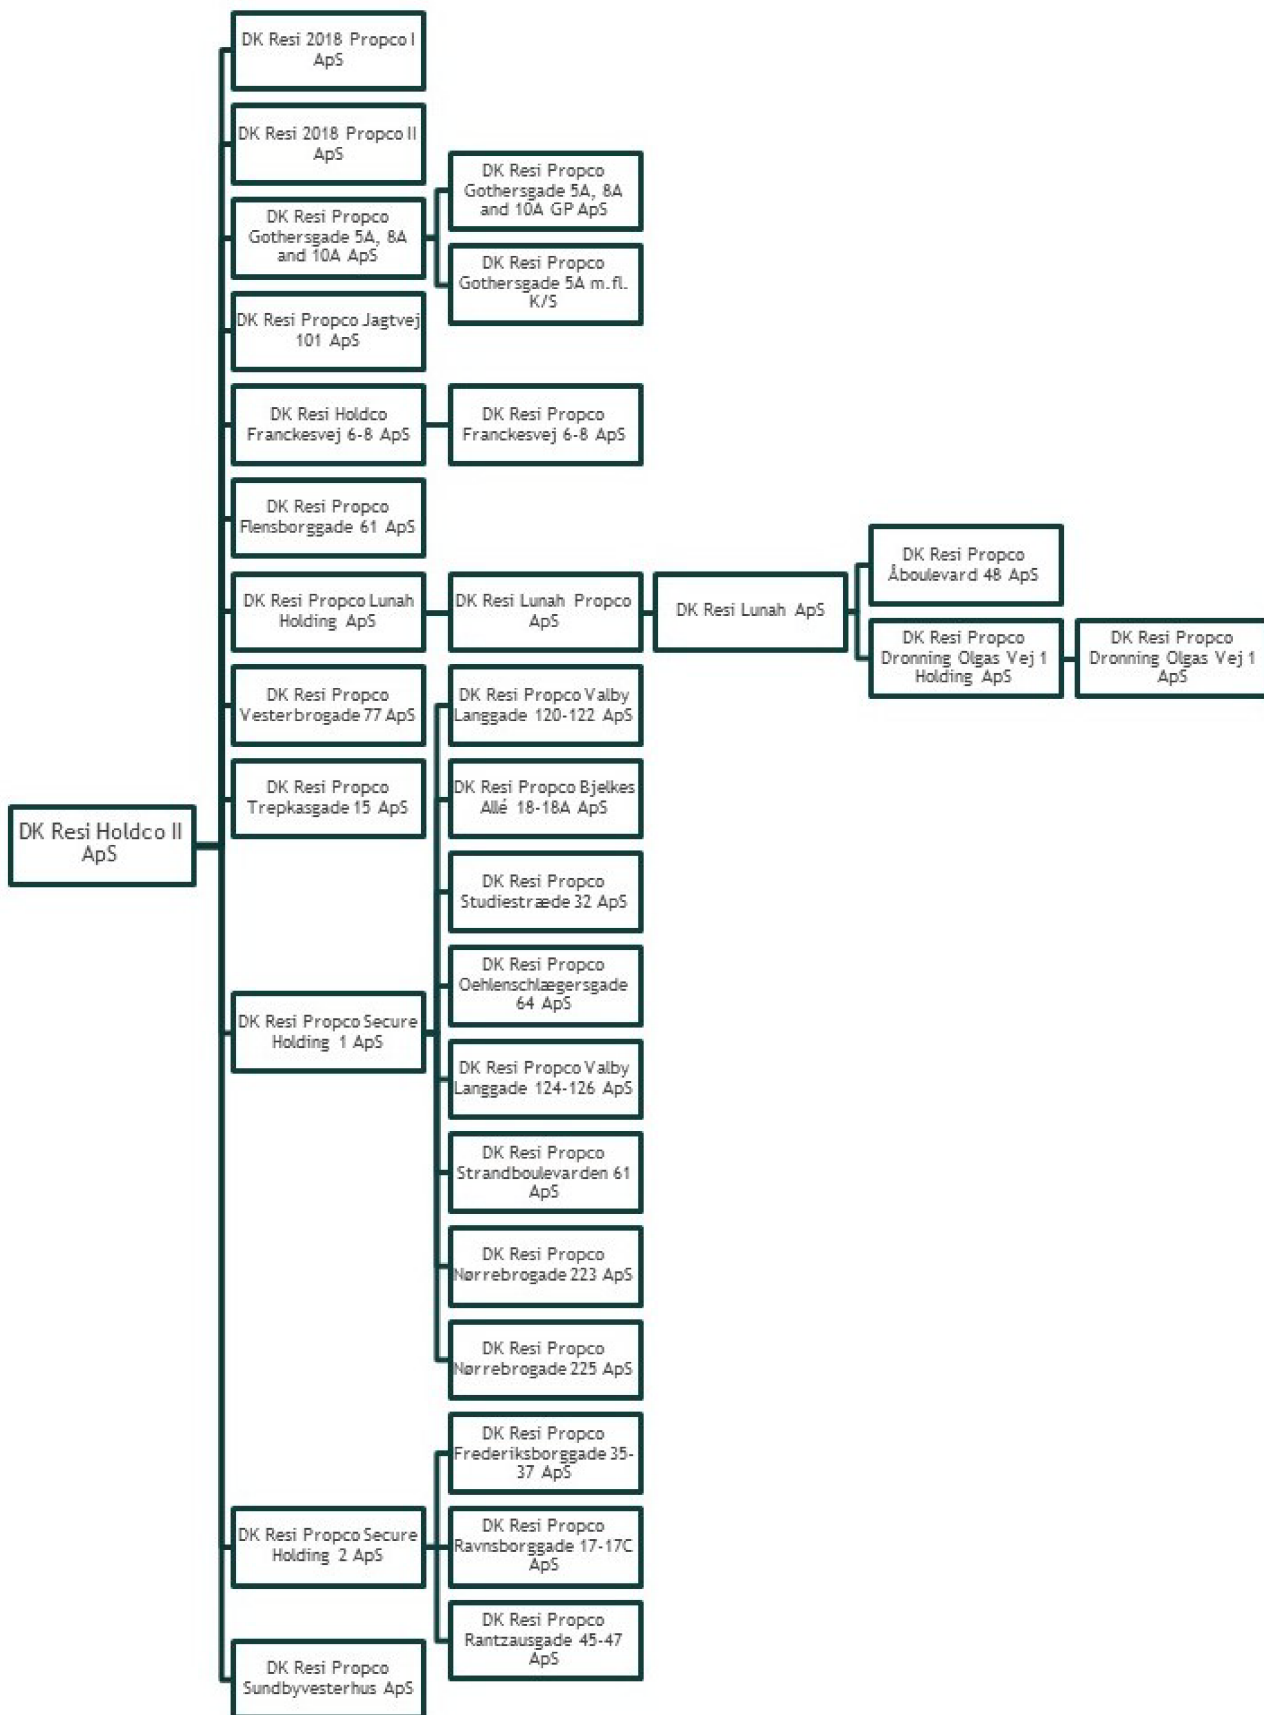 DK Resi 2018 Propco I
ApS
DK Resi 2018 Propco II
ApS
DK Resi Propco
Gothersgade 5A, 8A
and 10A GP ApS
DK Resi Propco
Gothersgade 5A, 8A
and 10A ApS
DK Resi Propco
Gothersgade 5A m.fl.
K/S
DK Resi Propco Jagtvej
101 ApS
DK Resi Holdco
Franckesvej 6-8 ApS
DK Resi Propco
Franckesvej 6-8 ApS
DK Resi Propco
Flensborggade 61 ApS
DK Resi Propco
Åboulevard 48 ApS
DK Resi Propco Lunah
Holding ApS
DK Resi Lunah Propco
ApS
DK Resi Lunah ApS
DK Resi Propco
Dronning Olgas Vej 1
Holding ApS
DK Resi Propco
Dronning Olgas Vej 1
ApS
DK Resi Propco
Vesterbrogade 77 ApS
DK Resi Propco Valby
Langgade 120-122 ApS
DK Resi Propco
Trepkasgade 15 ApS
DK Resi Propco Bjelkes
Allé 18-18A ApS
DK Resi Holdco II
ApS
DK Resi Propco
Studiestræde 32 ApS
DK Resi Propco
Oehlenschlægersgade
64 ApS
DK Resi Propco Secure
Holding 1 ApS
DK Resi Propco Valby
Langgade 124-126 ApS
DK Resi Propco
Strandboulevarden 61
ApS
DK Resi Propco
Nørrebrogade 223 ApS
DK Resi Propco
Nørrebrogade 225 ApS
DK Resi Propco
Frederiksborggade 35-
37 ApS
DK Resi Propco Secure
Holding 2 ApS
DK Resi Propco
Ravnsborggade 17-17C
ApS
DK Resi Propco
Rantzausgade 45-47
ApS
DK Resi Propco
Sundbyvesterhus ApS